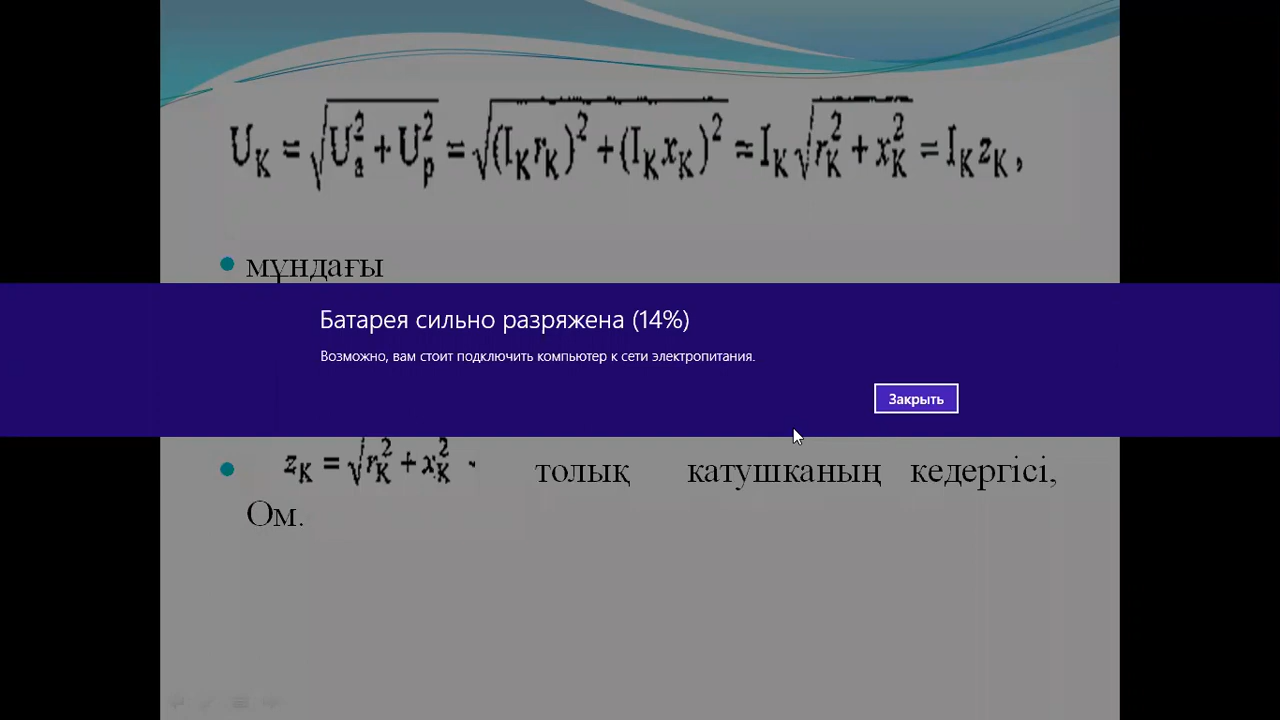 U_K = √(U_a² + U_p²) = √((I_K r_K)² + (I_K x_K)²) = I_K √(r_K² + x_K²) = I_K z_K,
• мұндағы
Батарея сильно разряжена (14%)
Возможно, вам стоит подключить компьютер к сети электропитания.
Закрыть
• z_K = √(r_K² + x_K²) - толық катушканың кедергісі,
Ом.